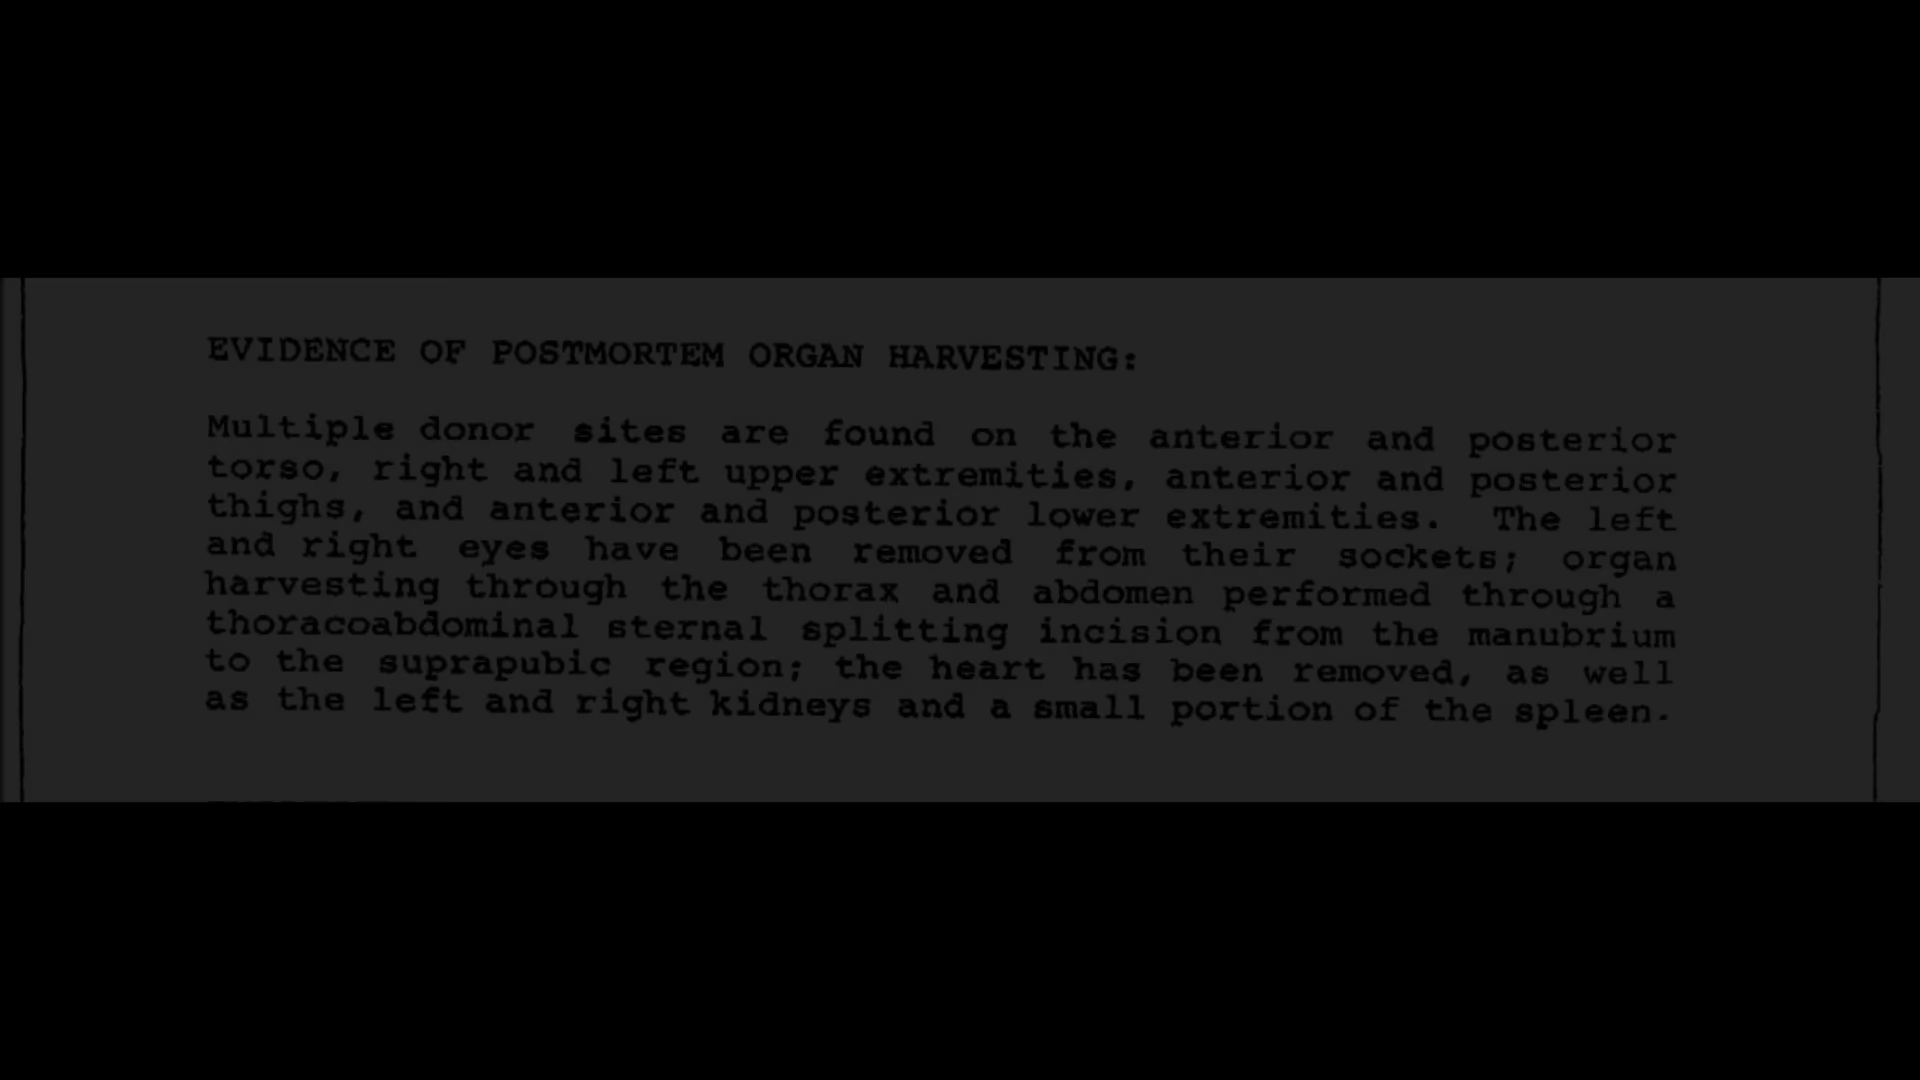 EVIDENCE OF POSTMORTEM ORGAN HARVESTING:
Multiple donor sites are found on the anterior and posterior
torso, right and left upper extremities, anterior and posterior
thighs, and anterior and posterior lower extremities. The left
and right eyes have been removed from their sockets; organ
harvesting through the thorax and abdomen performed through a
thoracoabdominal sternal splitting incision from the manubrium
to the suprapubic region; the heart has been removed, as well
as the left and right kidneys and a small portion of the spleen.